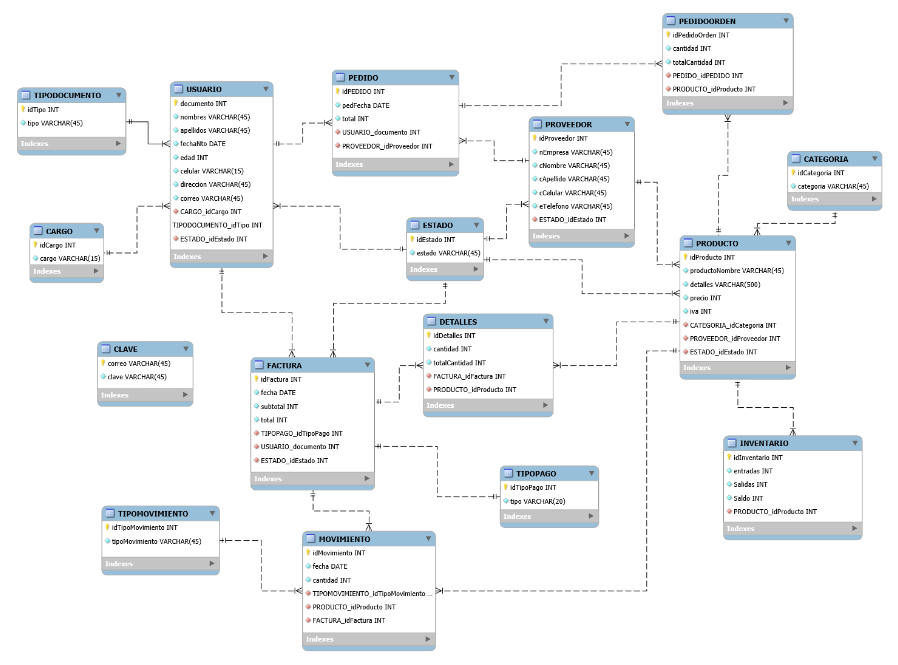 PEDIDOORDEN
idPedidoOrden INT
cantidad INT
totalCantidad INT
PEDIDO_idPEDIDO INT
PRODUCTO_idProducto INT
Indexes
TIPODOCUMENTO
idTipo INT
tipo VARCHAR(45)
Indexes
USUARIO
documento INT
nombres VARCHAR(45)
apellidos VARCHAR(45)
fechaNto DATE
edad INT
celular VARCHAR(15)
direccion VARCHAR(45)
correo VARCHAR(45)
CARGO_idCargo INT
TIPODOCUMENTO_idTipo INT
ESTADO_idEstado INT
Indexes
PEDIDO
idPEDIDO INT
pedFecha DATE
total INT
USUARIO_documento INT
PROVEEDOR_idProveedor INT
Indexes
PROVEEDOR
idProveedor INT
nEmpresa VARCHAR(45)
cNombre VARCHAR(45)
cApellido VARCHAR(45)
cCelular VARCHAR(45)
eTelefono VARCHAR(45)
ESTADO_idEstado INT
Indexes
CATEGORIA
idCategoria INT
categoria VARCHAR(45)
Indexes
CARGO
idCargo INT
cargo VARCHAR(15)
Indexes
ESTADO
idEstado INT
estado VARCHAR(45)
Indexes
PRODUCTO
idProducto INT
productoNombre VARCHAR(45)
detalles VARCHAR(500)
precio INT
iva INT
CATEGORIA_idCategoria INT
PROVEEDOR_idProveedor INT
ESTADO_idEstado INT
Indexes
CLAVE
correo VARCHAR(45)
clave VARCHAR(45)
Indexes
FACTURA
idFactura INT
fecha DATE
subtotal INT
total INT
TIPOPAGO_idTipoPago INT
USUARIO_documento INT
ESTADO_idEstado INT
Indexes
DETALLES
idDetalles INT
cantidad INT
totalCantidad INT
FACTURA_idFactura INT
PRODUCTO_idProducto INT
Indexes
TIPOPAGO
idTipoPago INT
tipo VARCHAR(20)
Indexes
INVENTARIO
idInventario INT
entradas INT
Salidas INT
Saldo INT
PRODUCTO_idProducto INT
Indexes
TIPOMOVIMIENTO
idTipoMovimiento INT
tipoMovimiento VARCHAR(45)
Indexes
MOVIMIENTO
idMovimiento INT
fecha DATE
cantidad INT
TIPOMOVIMIENTO_idTipoMovimiento ...
PRODUCTO_idProducto INT
FACTURA_idFactura INT
Indexes